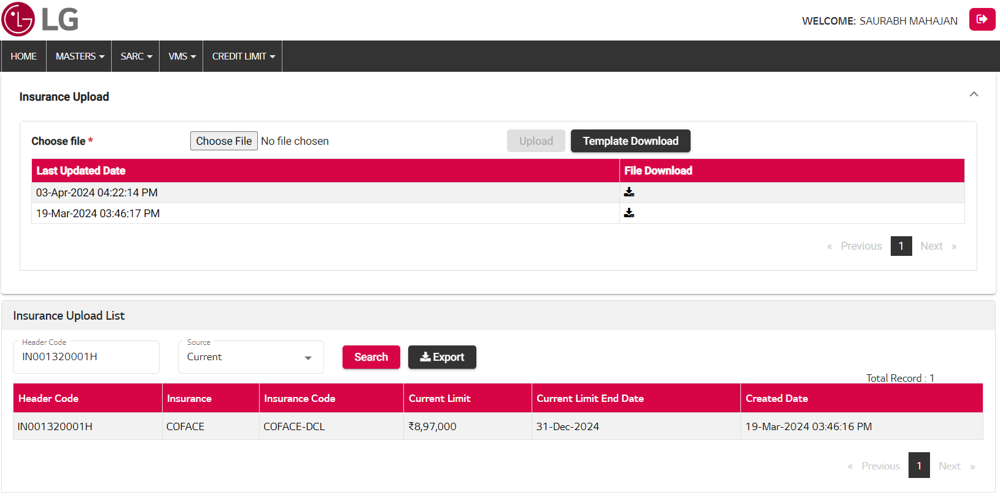 LG
WELCOME: SAURABH MAHAJAN
HOME MASTERS SARC VMS CREDIT LIMIT
Insurance Upload
Choose file * Choose File No file chosen Upload Template Download
Last Updated Date File Download
03-Apr-2024 04:22:14 PM
19-Mar-2024 03:46:17 PM
« Previous 1 Next »
Insurance Upload List
Header Code Source
IN001320001H Current Search Export
Total Record : 1
Header Code Insurance Insurance Code Current Limit Current Limit End Date Created Date
IN001320001H COFACE COFACE-DCL ₹8,97,000 31-Dec-2024 19-Mar-2024 03:46:16 PM
« Previous 1 Next »